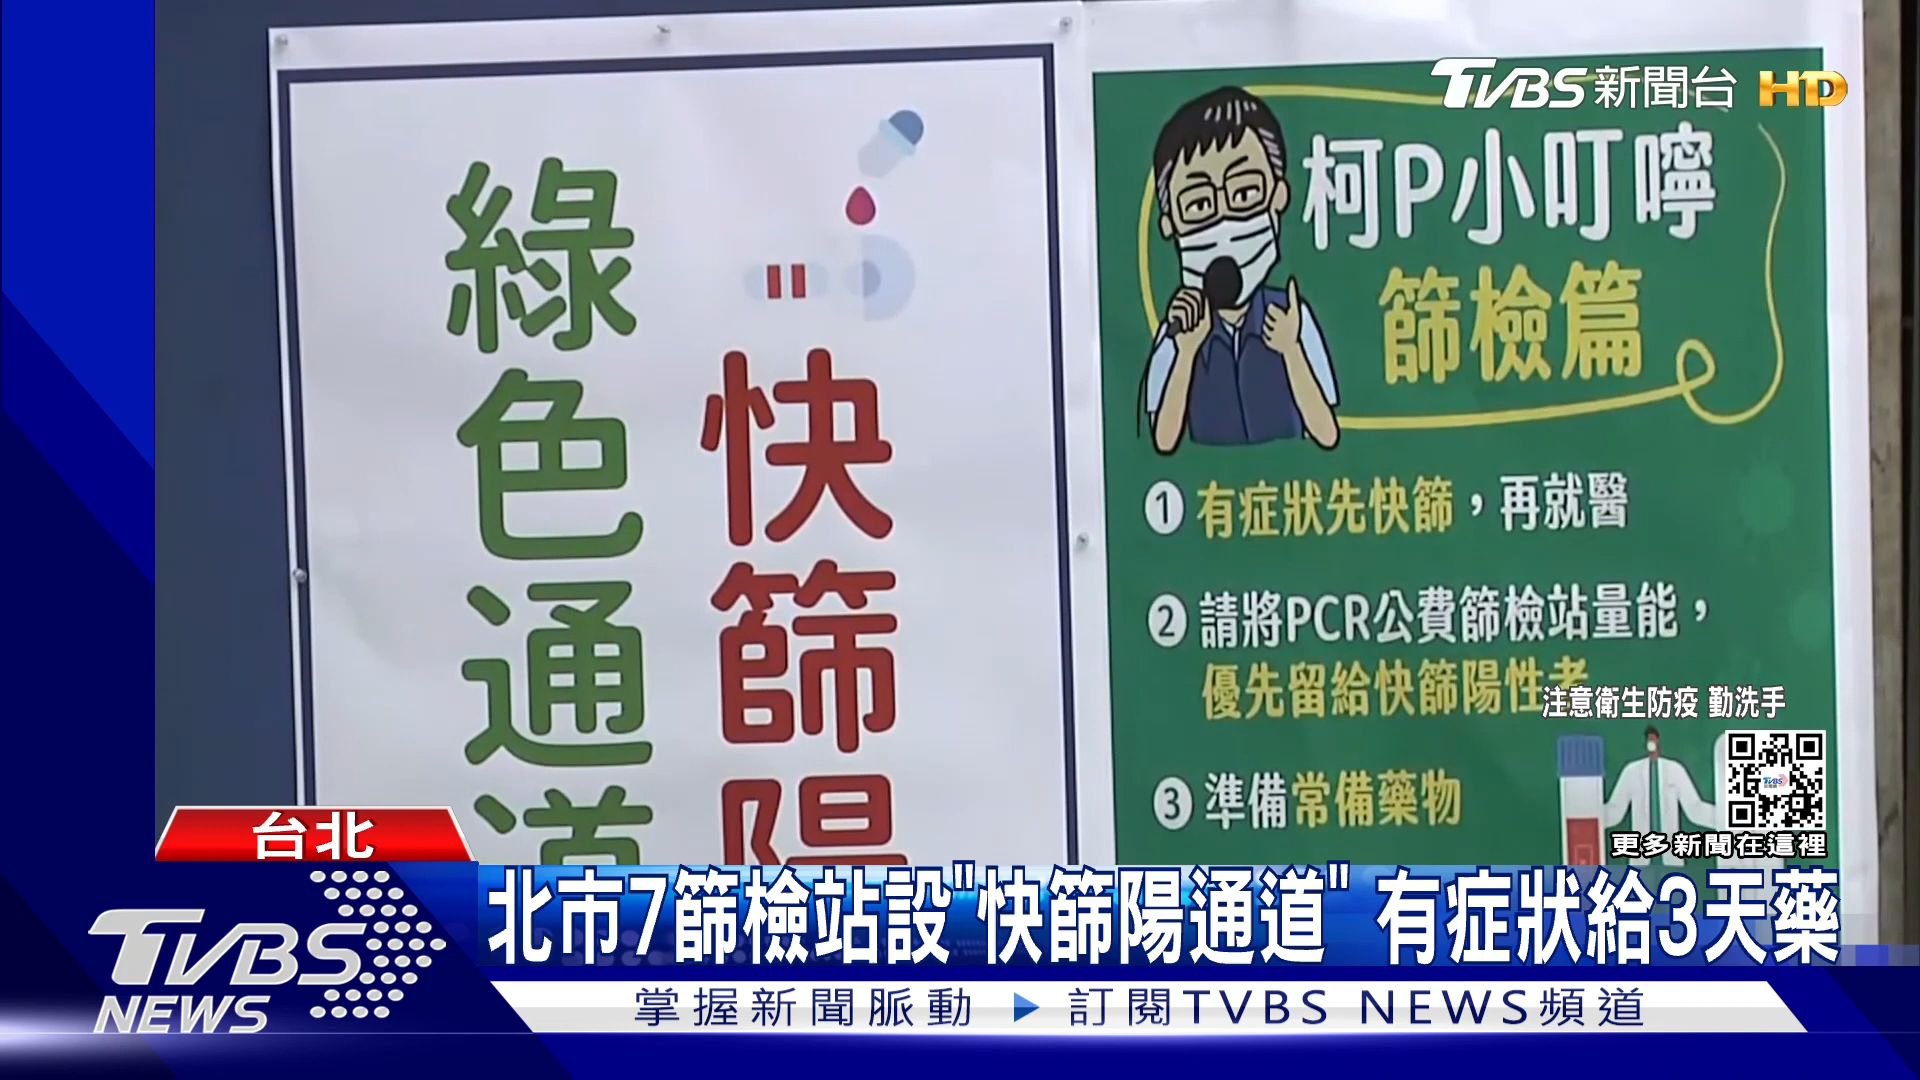 TVBS新聞台 HD
綠色通道
快篩陽
柯P小叮嚀
篩檢篇
1 有症狀先快篩，再就醫
2 請將PCR公費篩檢站量能，
優先留給快篩陽性者
3 準備常備藥物
注意衛生防疫 勤洗手
TVBS
更多新聞在這裡
台北
北市7篩檢站設"快篩陽通道" 有症狀給3天藥
TVBS
NEWS
掌握新聞脈動 ▶ 訂閱TVBS NEWS頻道